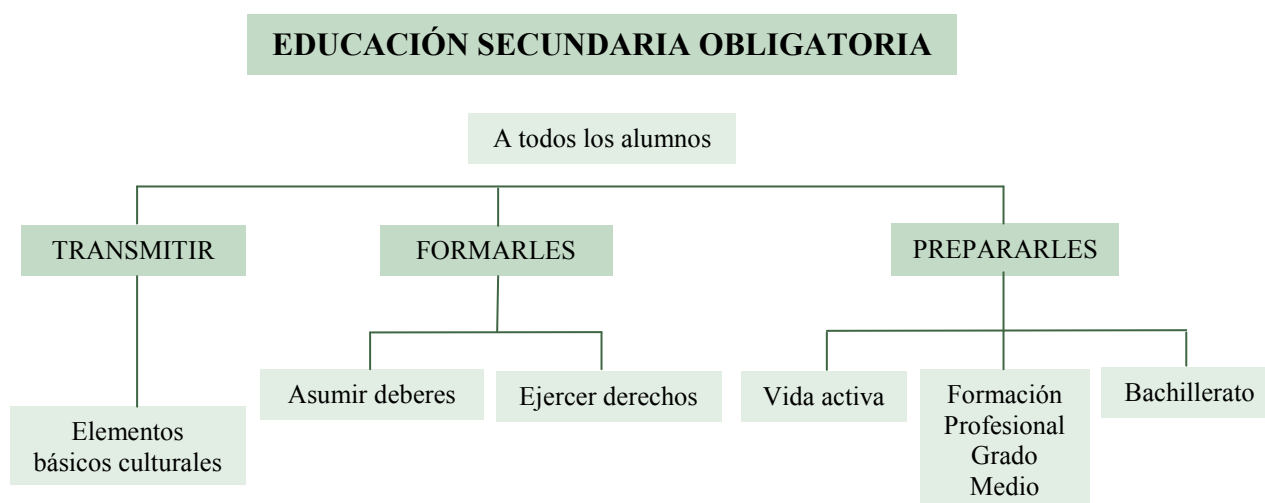 EDUCACIÓN SECUNDARIA OBLIGATORIA
A todos los alumnos
TRANSMITIR
FORMARLES
PREPARARLES
Elementos
básicos culturales
Asumir deberes
Ejercer derechos
Vida activa
Formación
Profesional
Grado
Medio
Bachillerato